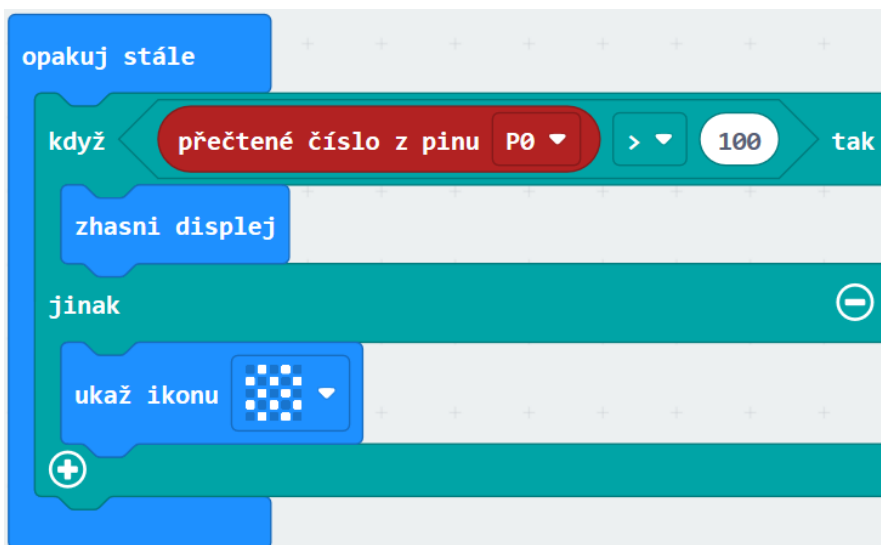 opakuj stále
když přečtené číslo z pinu P0 > 100 tak
zhasni displej
jinak
ukaž ikonu